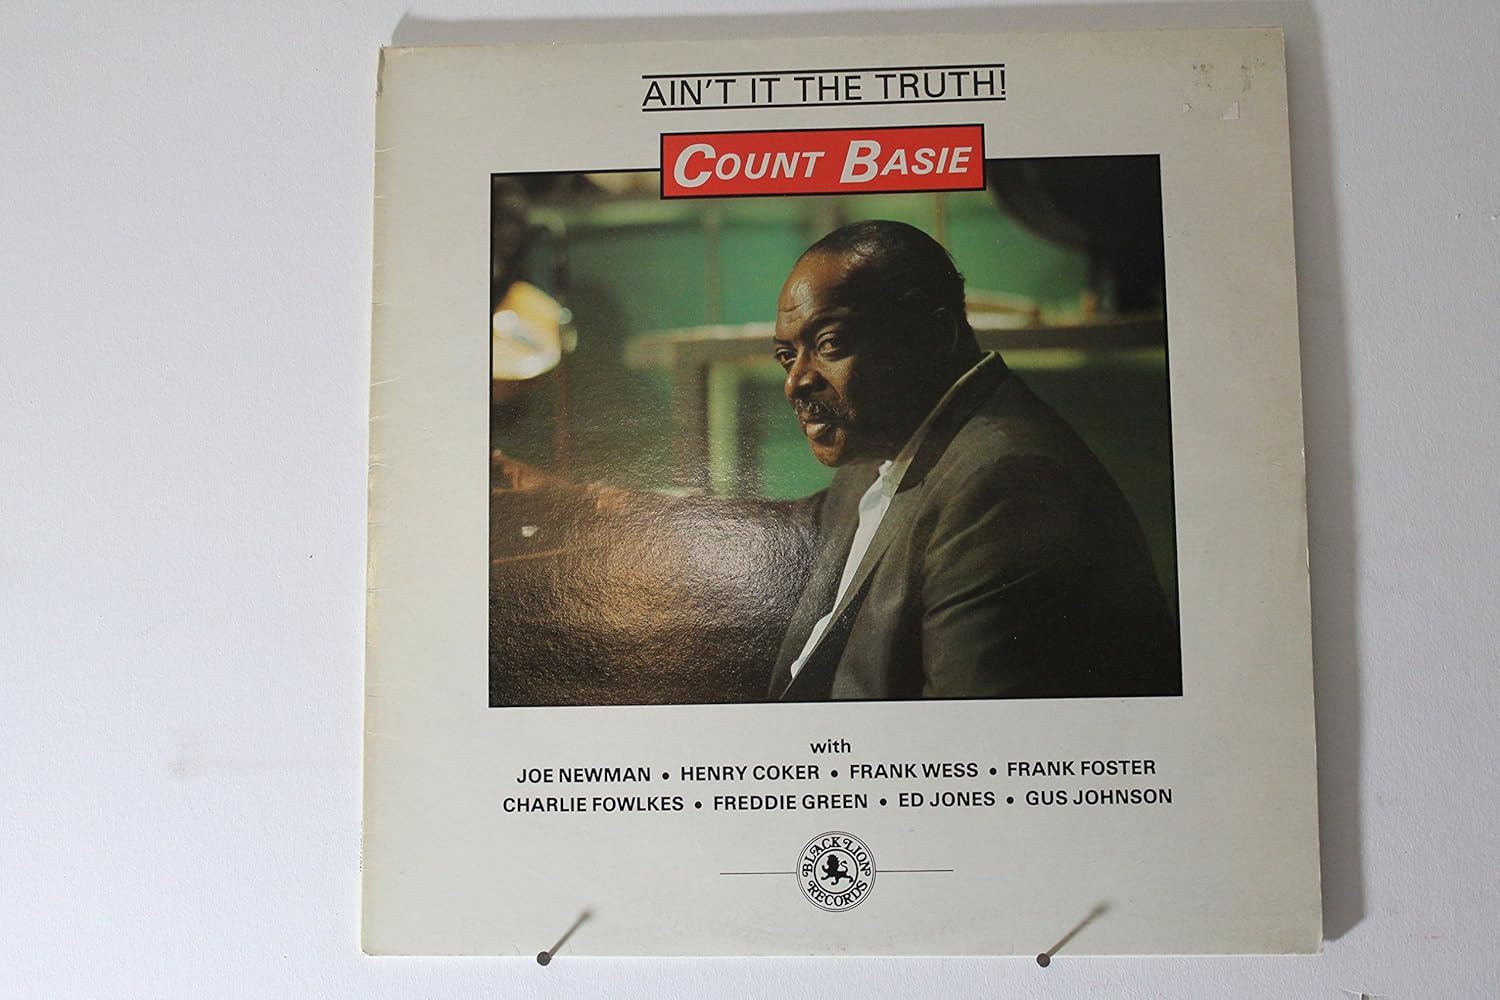 AIN'T IT THE TRUTH!
COUNT BASIE
with
JOE NEWMAN • HENRY COKER • FRANK WESS • FRANK FOSTER
CHARLIE FOWLKES • FREDDIE GREEN • ED JONES • GUS JOHNSON
BLACK LION
RECORDS